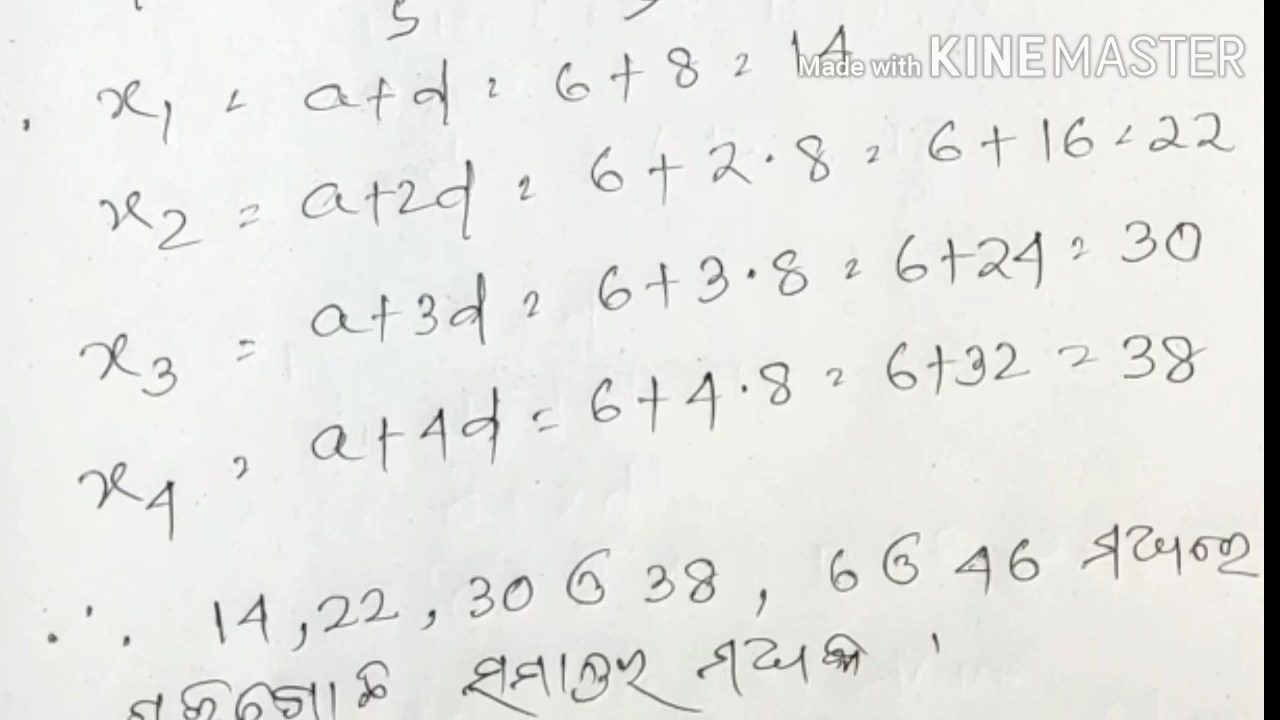 5
Made with KINEMASTER
x₁ = a+d = 6+8 = 14
x₂ = a+2d = 6+2·8 = 6+16 = 22
x₃ = a+3d = 6+3·8 = 6+24 = 30
x₄ = a+4d = 6+4·8 = 6+32 = 38
∴ 14, 22, 30 ଓ 38, 6 ଓ 46 ମଧ୍ୟରେ
ସମାନ୍ତର ମଧ୍ୟକ